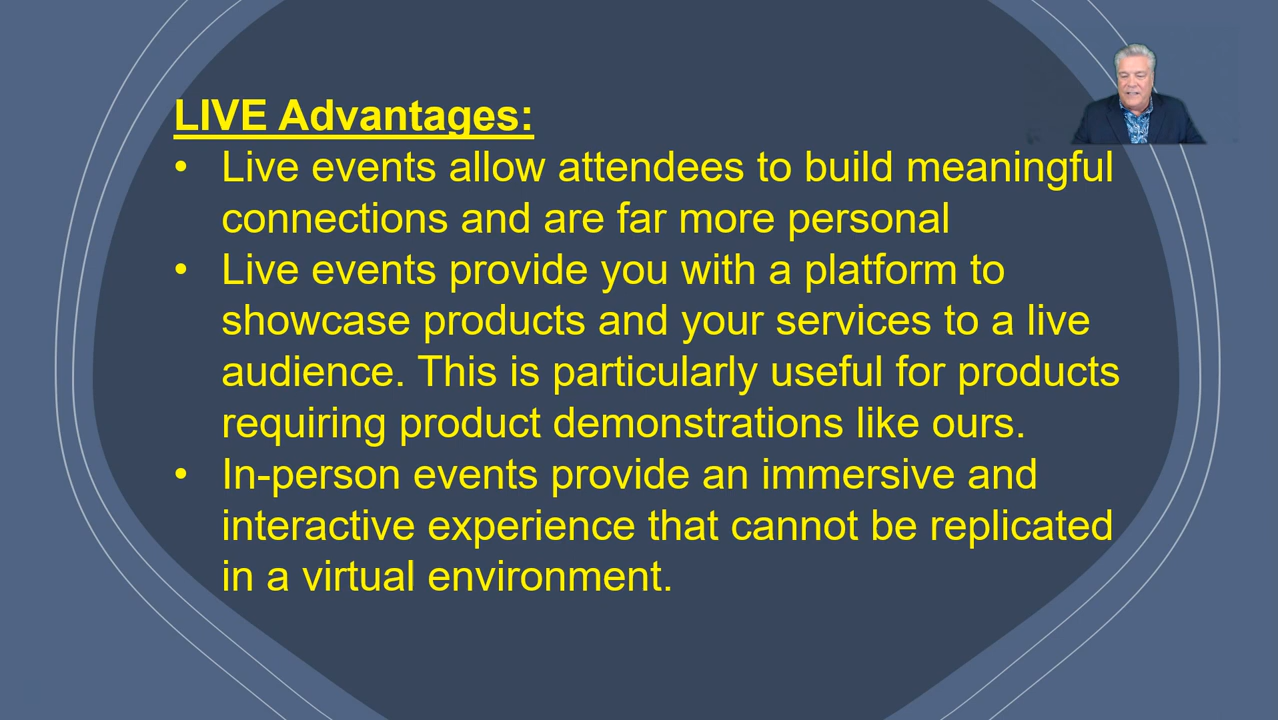 LIVE Advantages:
• Live events allow attendees to build meaningful
connections and are far more personal
• Live events provide you with a platform to
showcase products and your services to a live
audience. This is particularly useful for products
requiring product demonstrations like ours.
• In-person events provide an immersive and
interactive experience that cannot be replicated
in a virtual environment.